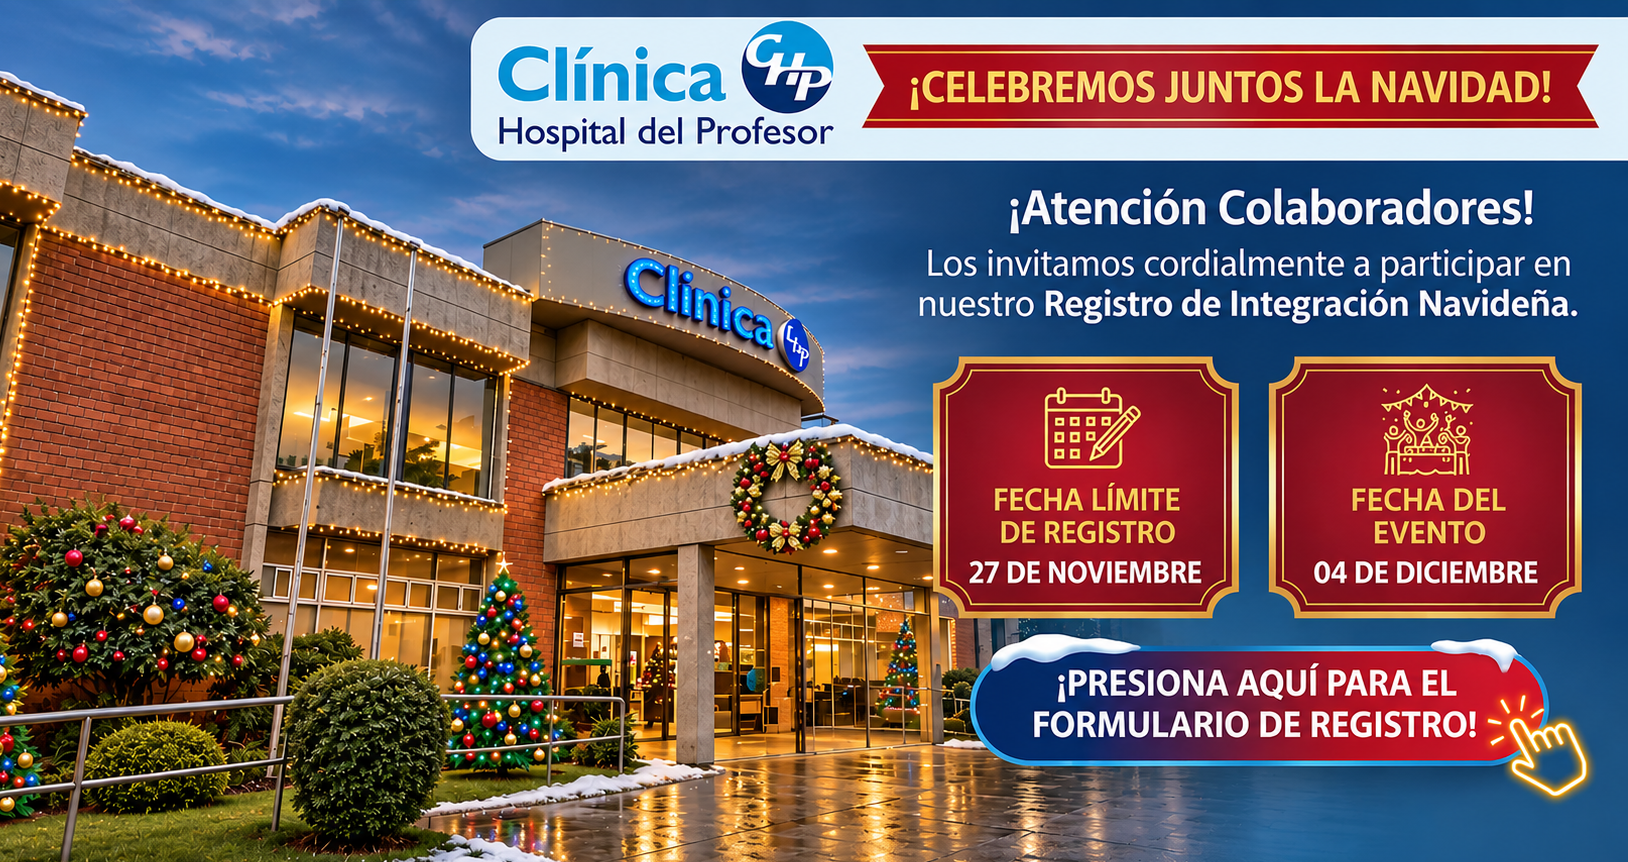 Clínica CHP
Hospital del Profesor
¡CELEBREMOS JUNTOS LA NAVIDAD!
¡Atención Colaboradores!
Los invitamos cordialmente a participar en
nuestro Registro de Integración Navideña.
Clínica CHP
FECHA LÍMITE
DE REGISTRO
27 DE NOVIEMBRE
FECHA DEL
EVENTO
04 DE DICIEMBRE
¡PRESIONA AQUÍ PARA EL
FORMULARIO DE REGISTRO!